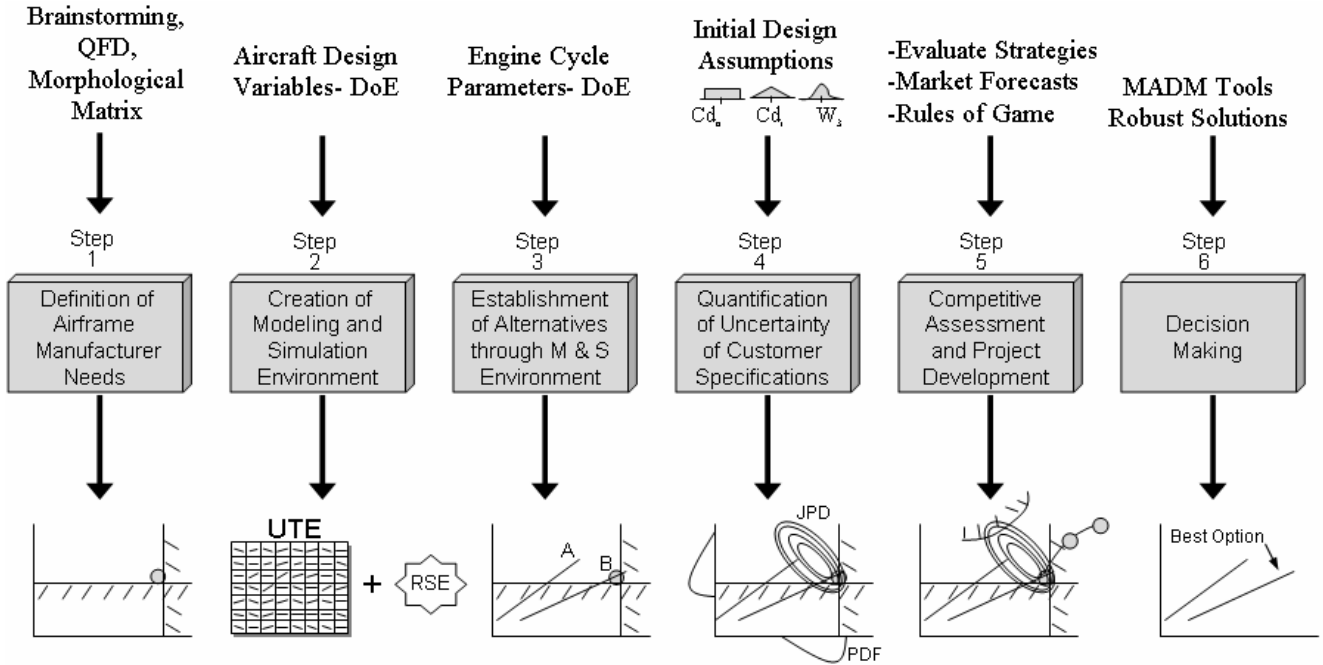 Brainstorming,
QFD,
Morphological
Matrix
Aircraft Design
Variables- DoE
Engine Cycle
Parameters- DoE
Initial Design
Assumptions
Cdₒ Cdᵢ
-Evaluate Strategies
-Market Forecasts
-Rules of Game
MADM Tools
Robust Solutions
Step
1
Definition of
Airframe
Manufacturer
Needs
Step
2
Creation of
Modeling and
Simulation
Environment
Step
3
Establishment
of Alternatives
through M & S
Environment
Step
4
Quantification
of Uncertainty
of Customer
Specifications
Step
5
Competitive
Assessment
and Project
Development
Step
6
Decision
Making
UTE
+
RSE
A
B
JPD
PDF
Best Option